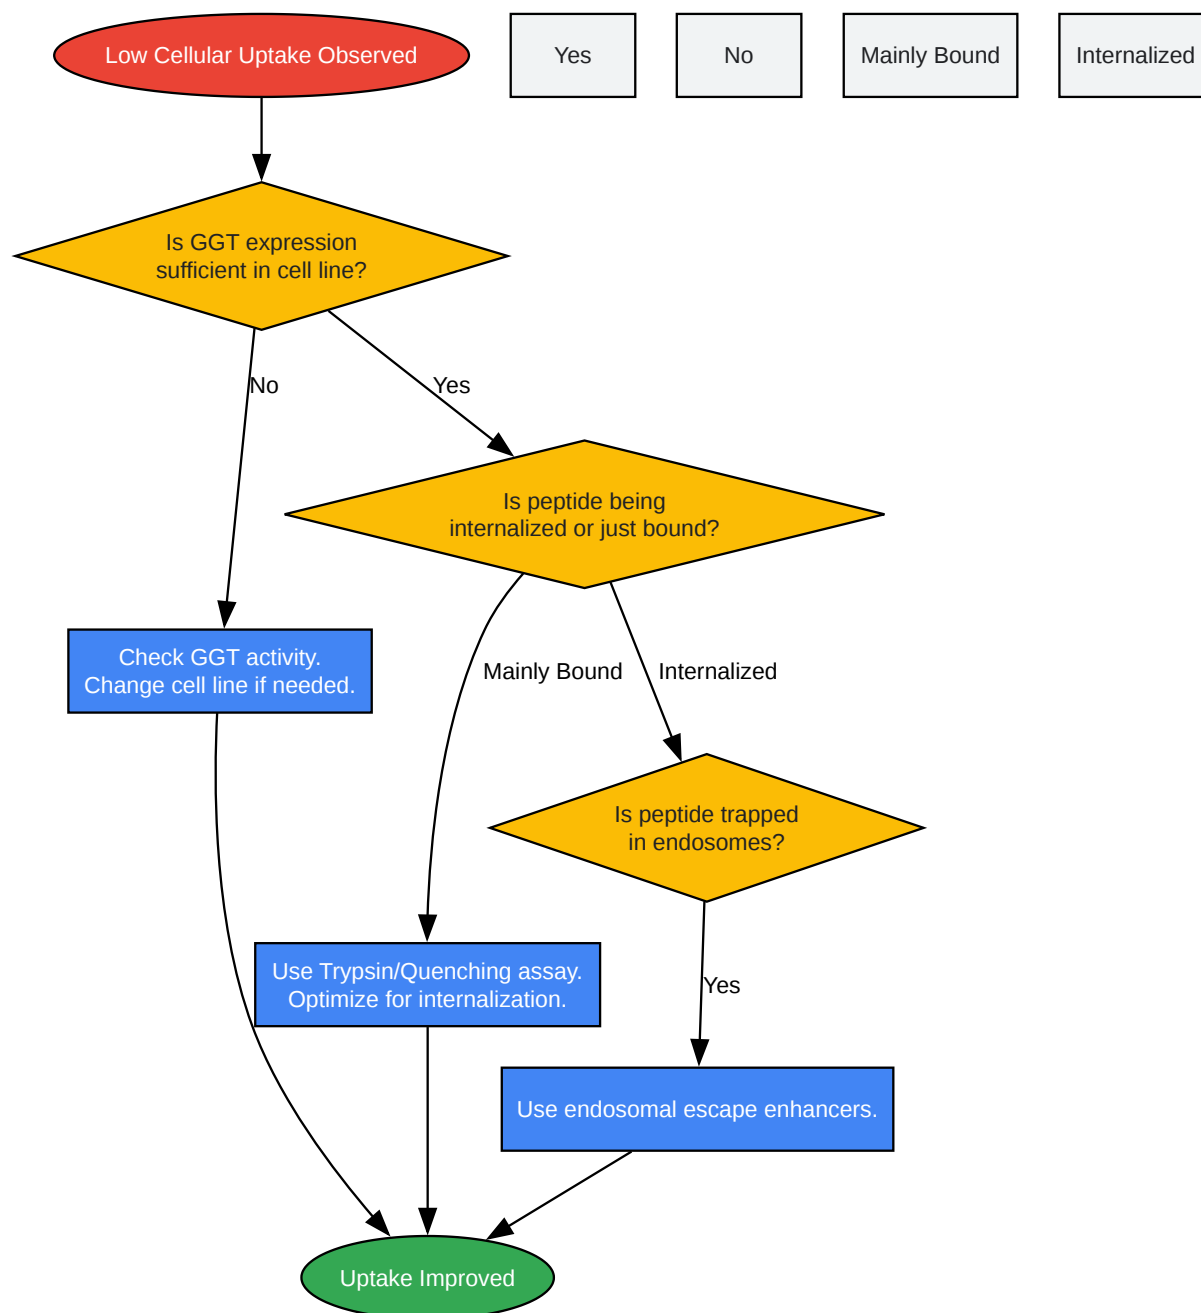 Low Cellular Uptake Observed
Yes
No
Mainly Bound
Internalized
Is GGT expression
sufficient in cell line?
No
Yes
Is peptide being
internalized or just bound?
Check GGT activity.
Change cell line if needed.
Mainly Bound
Internalized
Is peptide trapped
in endosomes?
Use Trypsin/Quenching assay.
Optimize for internalization.
Yes
Use endosomal escape enhancers.
Uptake Improved